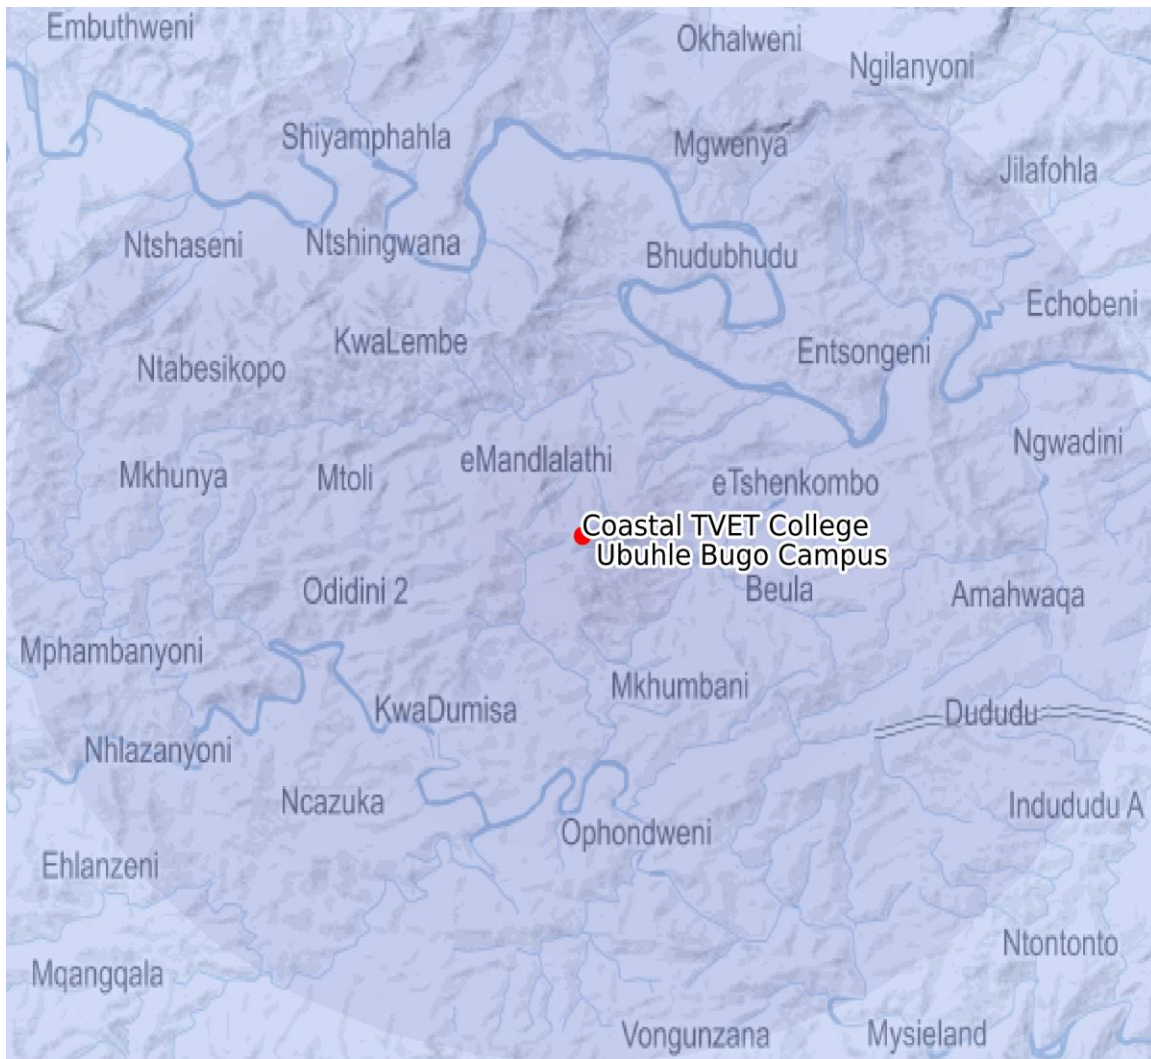 Embuthweni
Okhalweni
Ngilanyoni
Shiyamphahla
Mgwenya
Jilafohla
Ntshaseni
Ntshingwana
Bhudubhudu
Echobeni
KwaLembe
Entsongeni
Ntabesikopo
Ngwadini
eMandlalathi
Mkhunya
Mtoli
eTshenkombo
Coastal TVET College
Ubuhle Bugo Campus
Odidini 2
Beula
Amahwaqa
Mphambanyoni
Mkhumbani
KwaDumisa
Dududu
Nhlazanyoni
Ncazuka
Indududu A
Ophondweni
Ehlanzeni
Ntontonto
Mqangqala
Vongunzana
Mysieland